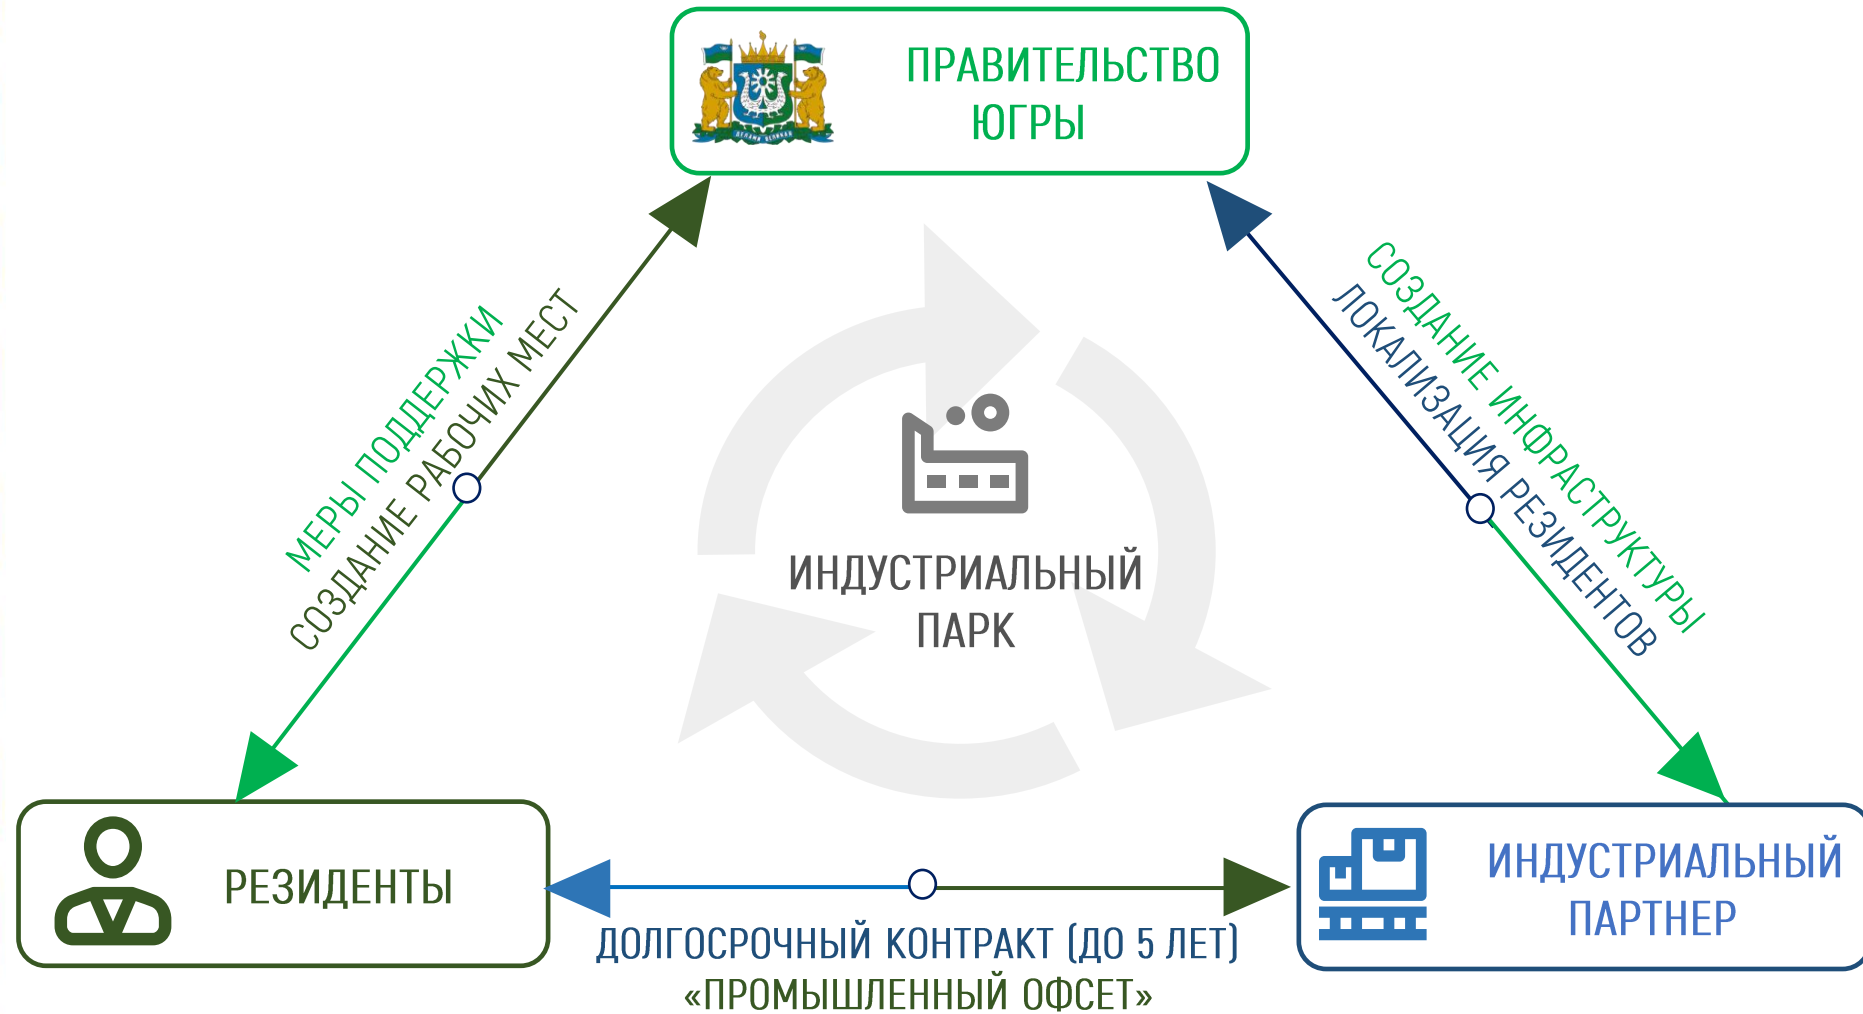 ПРАВИТЕЛЬСТВО
ЮГРЫ
МЕРЫ ПОДДЕРЖКИ
СОЗДАНИЕ РАБОЧИХ МЕСТ
СОЗДАНИЕ ИНФРАСТРУКТУРЫ
ЛОКАЛИЗАЦИЯ РЕЗИДЕНТОВ
ИНДУСТРИАЛЬНЫЙ
ПАРК
РЕЗИДЕНТЫ
ИНДУСТРИАЛЬНЫЙ
ПАРТНЕР
ДОЛГОСРОЧНЫЙ КОНТРАКТ (ДО 5 ЛЕТ)
«ПРОМЫШЛЕННЫЙ ОФСЕТ»